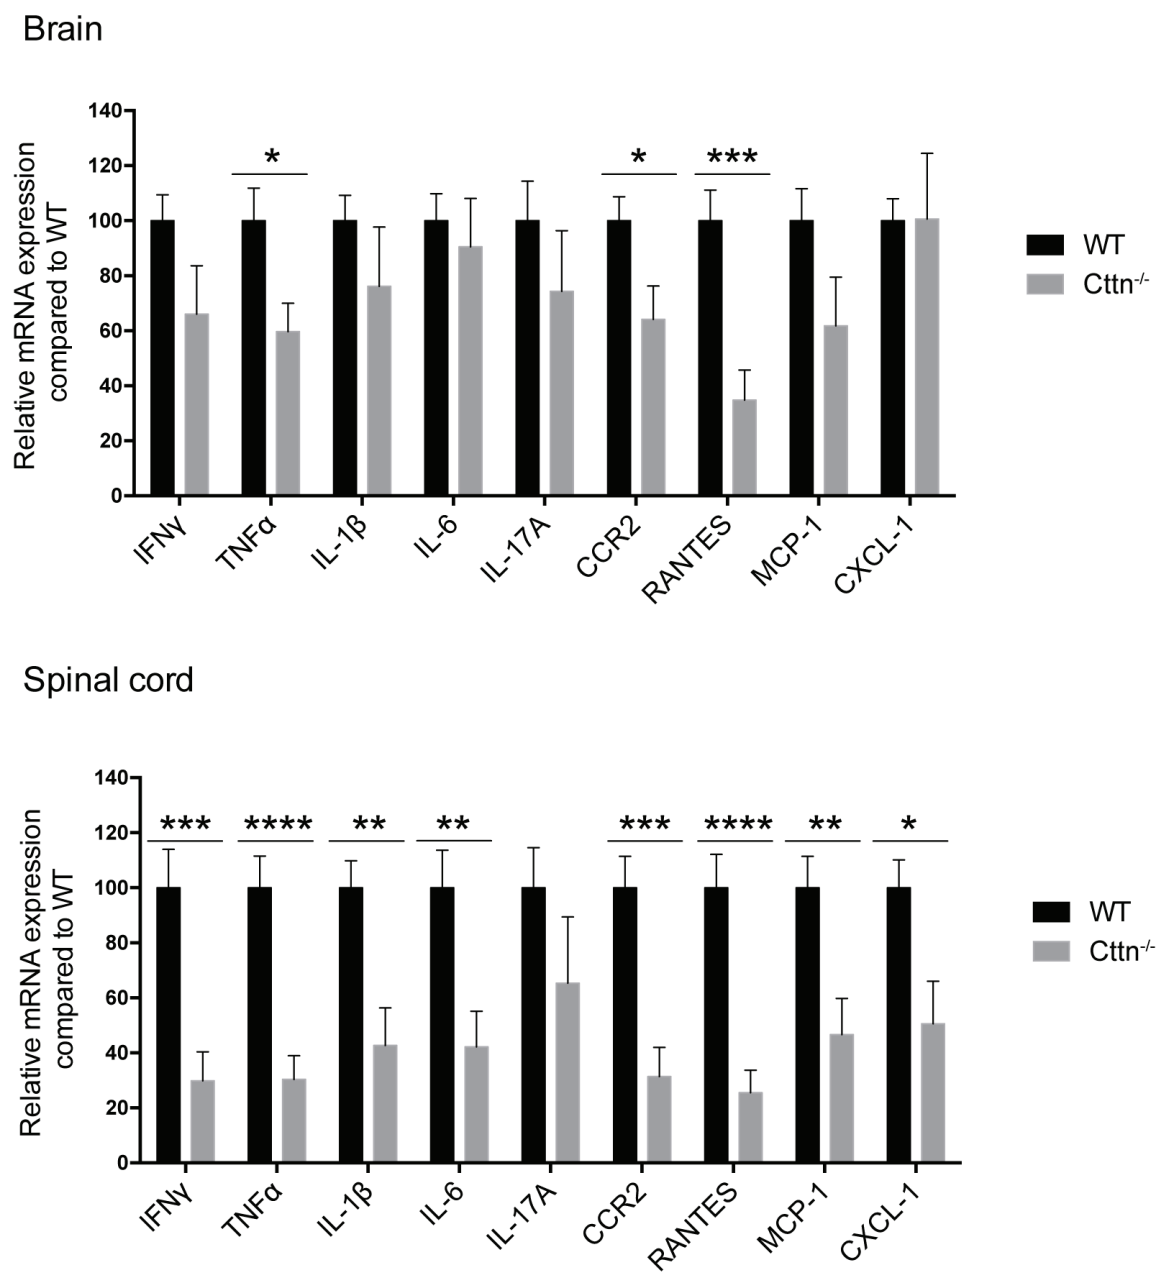 Brain
Relative mRNA expression
compared to WT
140
120
100
80
60
40
20
0
*
*
***
IFNγ
TNFα
IL-1β
IL-6
IL-17A
CCR2
RANTES
MCP-1
CXCL-1
WT
Cttn-/-
Spinal cord
Relative mRNA expression
compared to WT
140
120
100
80
60
40
20
0
***
****
**
**
***
****
**
*
IFNγ
TNFα
IL-1β
IL-6
IL-17A
CCR2
RANTES
MCP-1
CXCL-1
WT
Cttn-/-